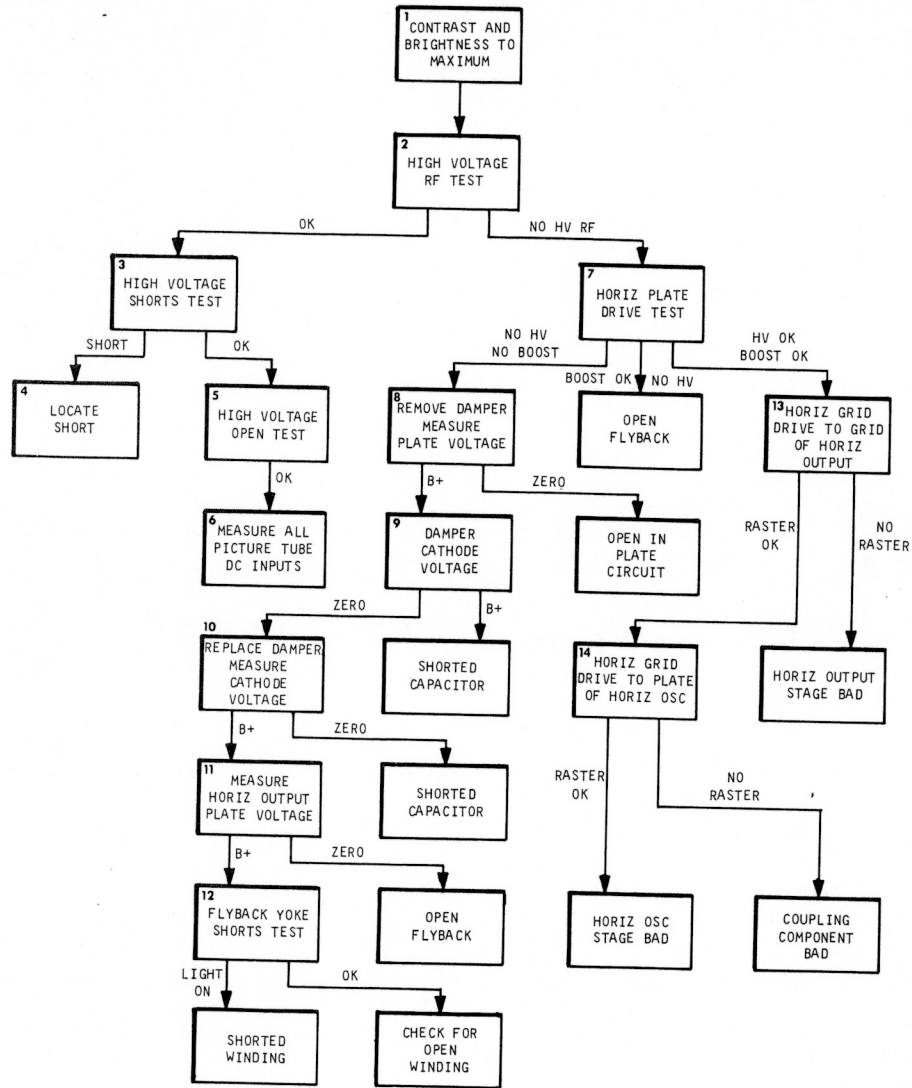 1
CONTRAST AND
BRIGHTNESS TO
MAXIMUM
2
HIGH VOLTAGE
RF TEST
OK
NO HV RF
3
HIGH VOLTAGE
SHORTS TEST
7
HORIZ PLATE
DRIVE TEST
SHORT
OK
NO HV
NO BOOST
BOOST OK NO HV
HV OK
BOOST OK
4
LOCATE
SHORT
5
HIGH VOLTAGE
OPEN TEST
8
REMOVE DAMPER
MEASURE
PLATE VOLTAGE
OPEN
FLYBACK
13
HORIZ GRID
DRIVE TO GRID
OF HORIZ
OUTPUT
OK
B+
ZERO
RASTER
OK
NO
RASTER
6
MEASURE ALL
PICTURE TUBE
DC INPUTS
9
DAMPER
CATHODE
VOLTAGE
OPEN IN
PLATE
CIRCUIT
ZERO
B+
10
REPLACE DAMPER
MEASURE
CATHODE
VOLTAGE
SHORTED
CAPACITOR
14
HORIZ GRID
DRIVE TO PLATE
OF HORIZ OSC
HORIZ OUTPUT
STAGE BAD
B+
ZERO
RASTER
OK
NO
RASTER
11
MEASURE
HORIZ OUTPUT
PLATE VOLTAGE
SHORTED
CAPACITOR
B+
ZERO
12
FLYBACK YOKE
SHORTS TEST
OPEN
FLYBACK
HORIZ OSC
STAGE BAD
COUPLING
COMPONENT
BAD
LIGHT
ON
OK
SHORTED
WINDING
CHECK FOR
OPEN
WINDING